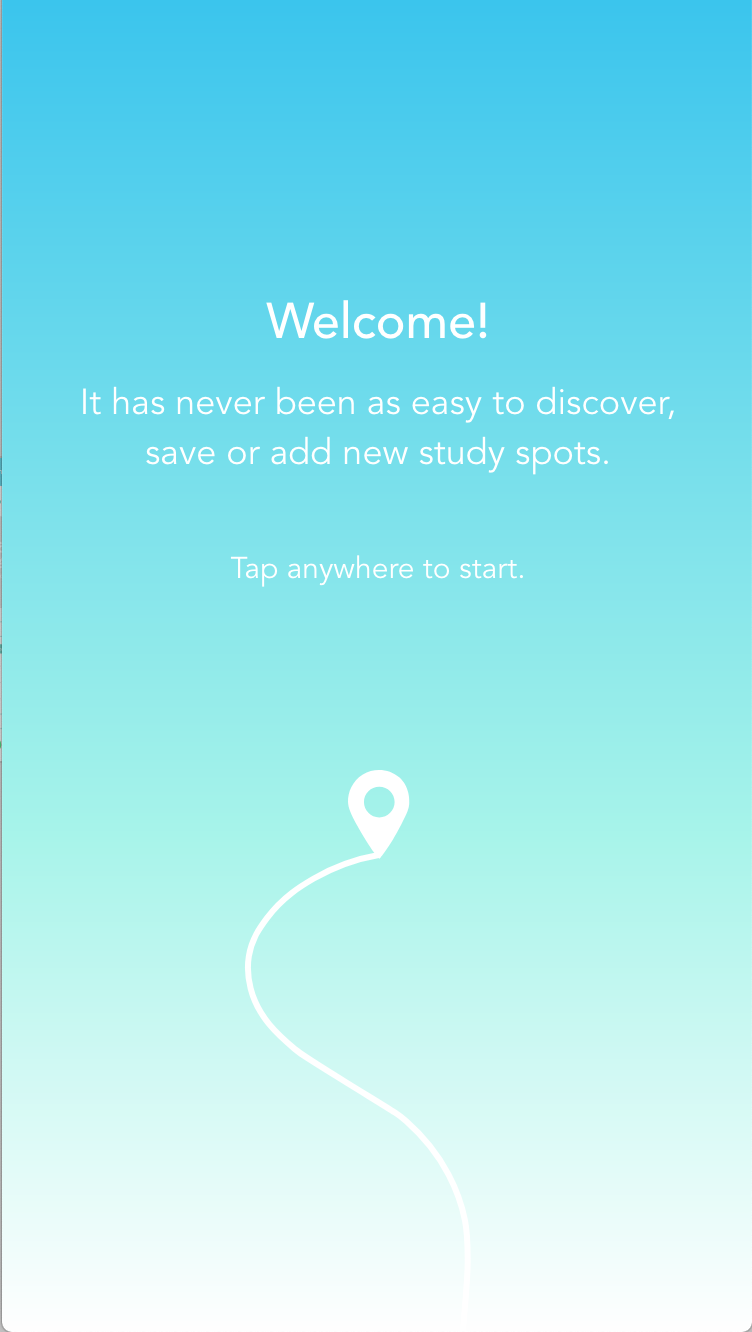 Welcome!
It has never been as easy to discover,
save or add new study spots.
Tap anywhere to start.